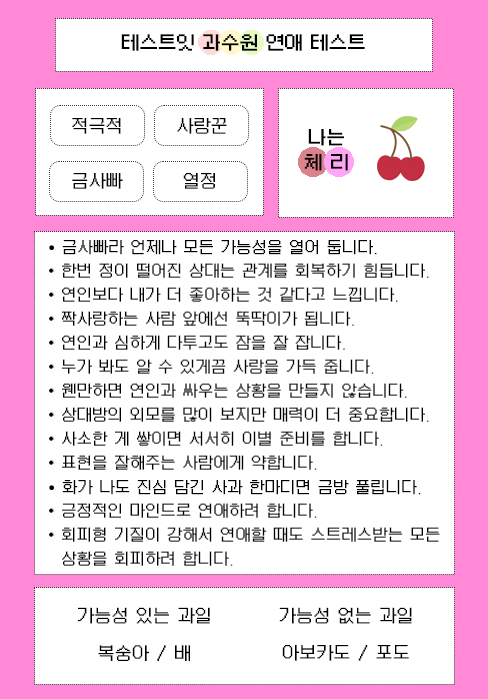 테스트잇 과수원 연애 테스트
적극적 사랑꾼
금사빠 열정
나는
체리
• 금사빠라 언제나 모든 가능성을 열어 둡니다.
• 한번 정이 떨어진 상대는 관계를 회복하기 힘듭니다.
• 연인보다 내가 더 좋아하는 것 같다고 느낍니다.
• 짝사랑하는 사람 앞에선 뚝딱이가 됩니다.
• 연인과 심하게 다투고도 잠을 잘 잡니다.
• 누가 봐도 알 수 있게끔 사랑을 가득 줍니다.
• 웬만하면 연인과 싸우는 상황을 만들지 않습니다.
• 상대방의 외모를 많이 보지만 매력이 더 중요합니다.
• 사소한 게 쌓이면 서서히 이별 준비를 합니다.
• 표현을 잘해주는 사람에게 약합니다.
• 화가 나도 진심 담긴 사과 한마디면 금방 풀립니다.
• 긍정적인 마인드로 연애하려 합니다.
• 회피형 기질이 강해서 연애할 때도 스트레스받는 모든
상황을 회피하려 합니다.
가능성 있는 과일
복숭아 / 배
가능성 없는 과일
아보카도 / 포도